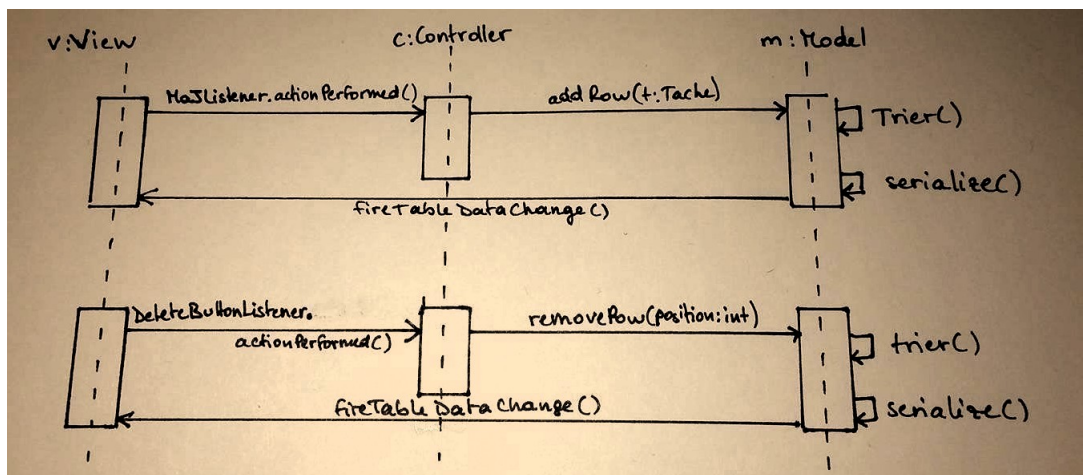 v:View
c:Controller
m:Model
MaJListener.actionPerformed()
addRow(t:Tache)
Trier()
serialize()
fireTableDataChange()
DeleteButtonListener.
actionPerformed()
removeRow(position:int)
trier()
fireTableDataChange()
serialize()